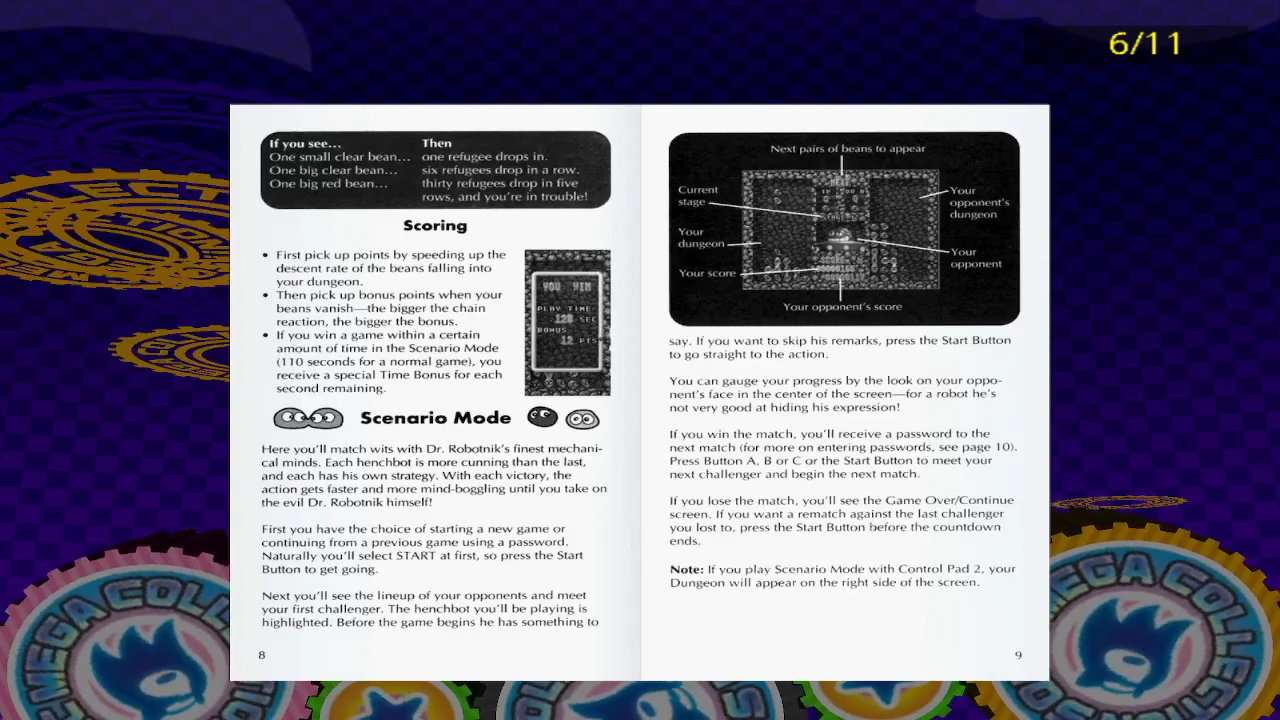 6/11
If you see... Then
One small clear bean... one refugee drops in.
One big clear bean... six refugees drop in a row.
One big red bean... thirty refugees drop in five
rows, and you're in trouble!
Scoring
• First pick up points by speeding up the
descent rate of the beans falling into
your dungeon.
• Then pick up bonus points when your
beans vanish—the bigger the chain
reaction, the bigger the bonus.
• If you win a game within a certain
amount of time in the Scenario Mode
(110 seconds for a normal game), you
receive a special Time Bonus for each
second remaining.
YOU WIN
PLAY TIME
128 SEC
BONUS
12 PTS
Scenario Mode
Here you'll match wits with Dr. Robotnik's finest mechani-
cal minds. Each henchbot is more cunning than the last,
and each has his own strategy. With each victory, the
action gets faster and more mind-boggling until you take on
the evil Dr. Robotnik himself!
First you have the choice of starting a new game or
continuing from a previous game using a password.
Naturally you'll select START at first, so press the Start
Button to get going.
Next you'll see the lineup of your opponents and meet
your first challenger. The henchbot you'll be playing is
highlighted. Before the game begins he has something to
8
Next pairs of beans to appear
Current
stage
Your
dungeon
Your score
Your
opponent's
dungeon
Your
opponent
Your opponent's score
say. If you want to skip his remarks, press the Start Button
to go straight to the action.
You can gauge your progress by the look on your oppo-
nent's face in the center of the screen—for a robot he's
not very good at hiding his expression!
If you win the match, you'll receive a password to the
next match (for more on entering passwords, see page 10).
Press Button A, B or C or the Start Button to meet your
next challenger and begin the next match.
If you lose the match, you'll see the Game Over/Continue
screen. If you want a rematch against the last challenger
you lost to, press the Start Button before the countdown
ends.
Note: If you play Scenario Mode with Control Pad 2, your
Dungeon will appear on the right side of the screen.
9
MEGA COLLECTION
MEGA COLLECTION